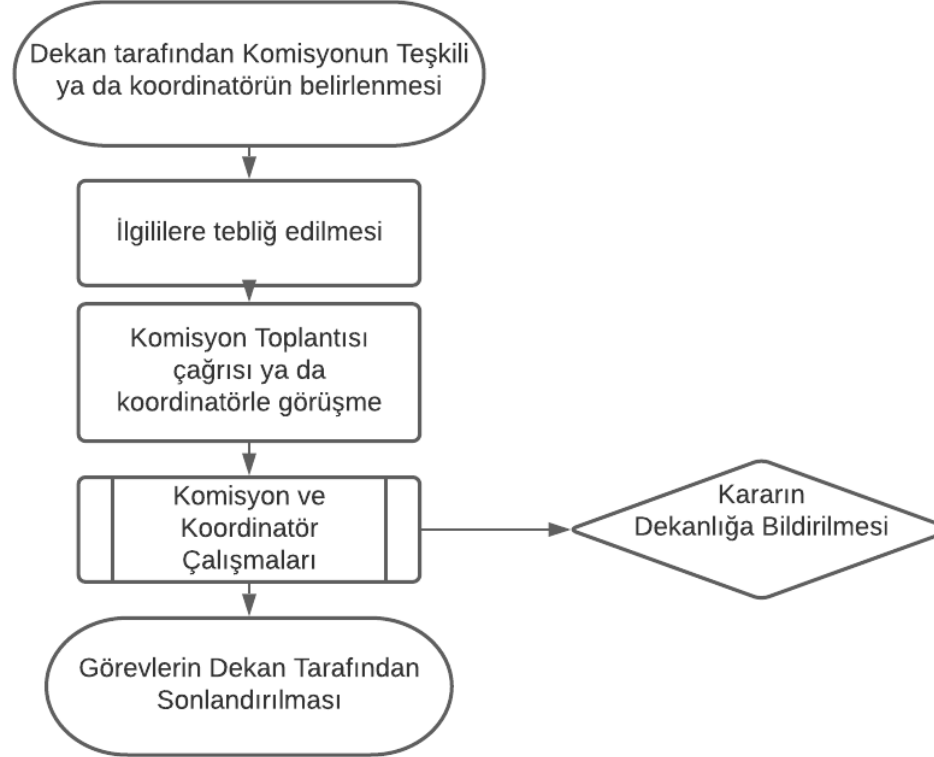 Dekan tarafından Komisyonun Teşkili
ya da koordinatörün belirlenmesi
İlgililere tebliğ edilmesi
Komisyon Toplantısı
çağrısı ya da
koordinatörle görüşme
Komisyon ve
Koordinatör
Çalışmaları
Kararın
Dekanlığa Bildirilmesi
Görevlerin Dekan Tarafından
Sonlandırılması